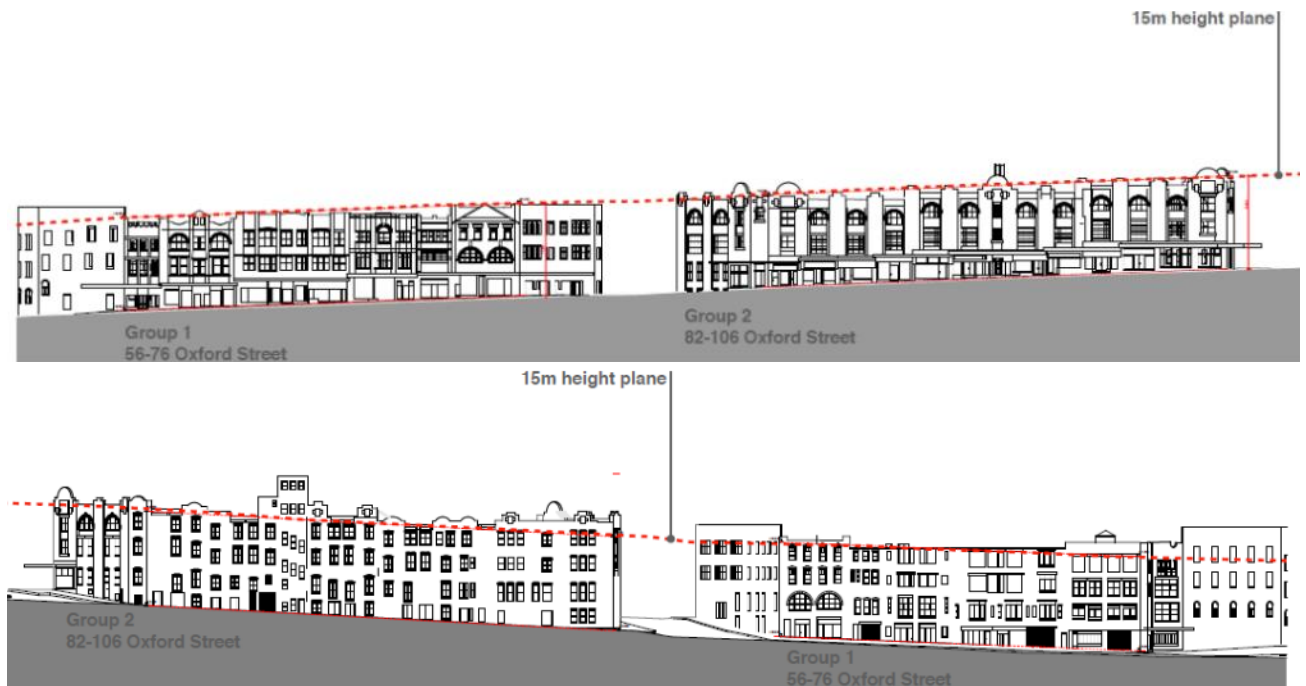 15m height plane
Group 1
56-76 Oxford Street
Group 2
82-106 Oxford Street
15m height plane
Group 2
82-106 Oxford Street
Group 1
56-76 Oxford Street